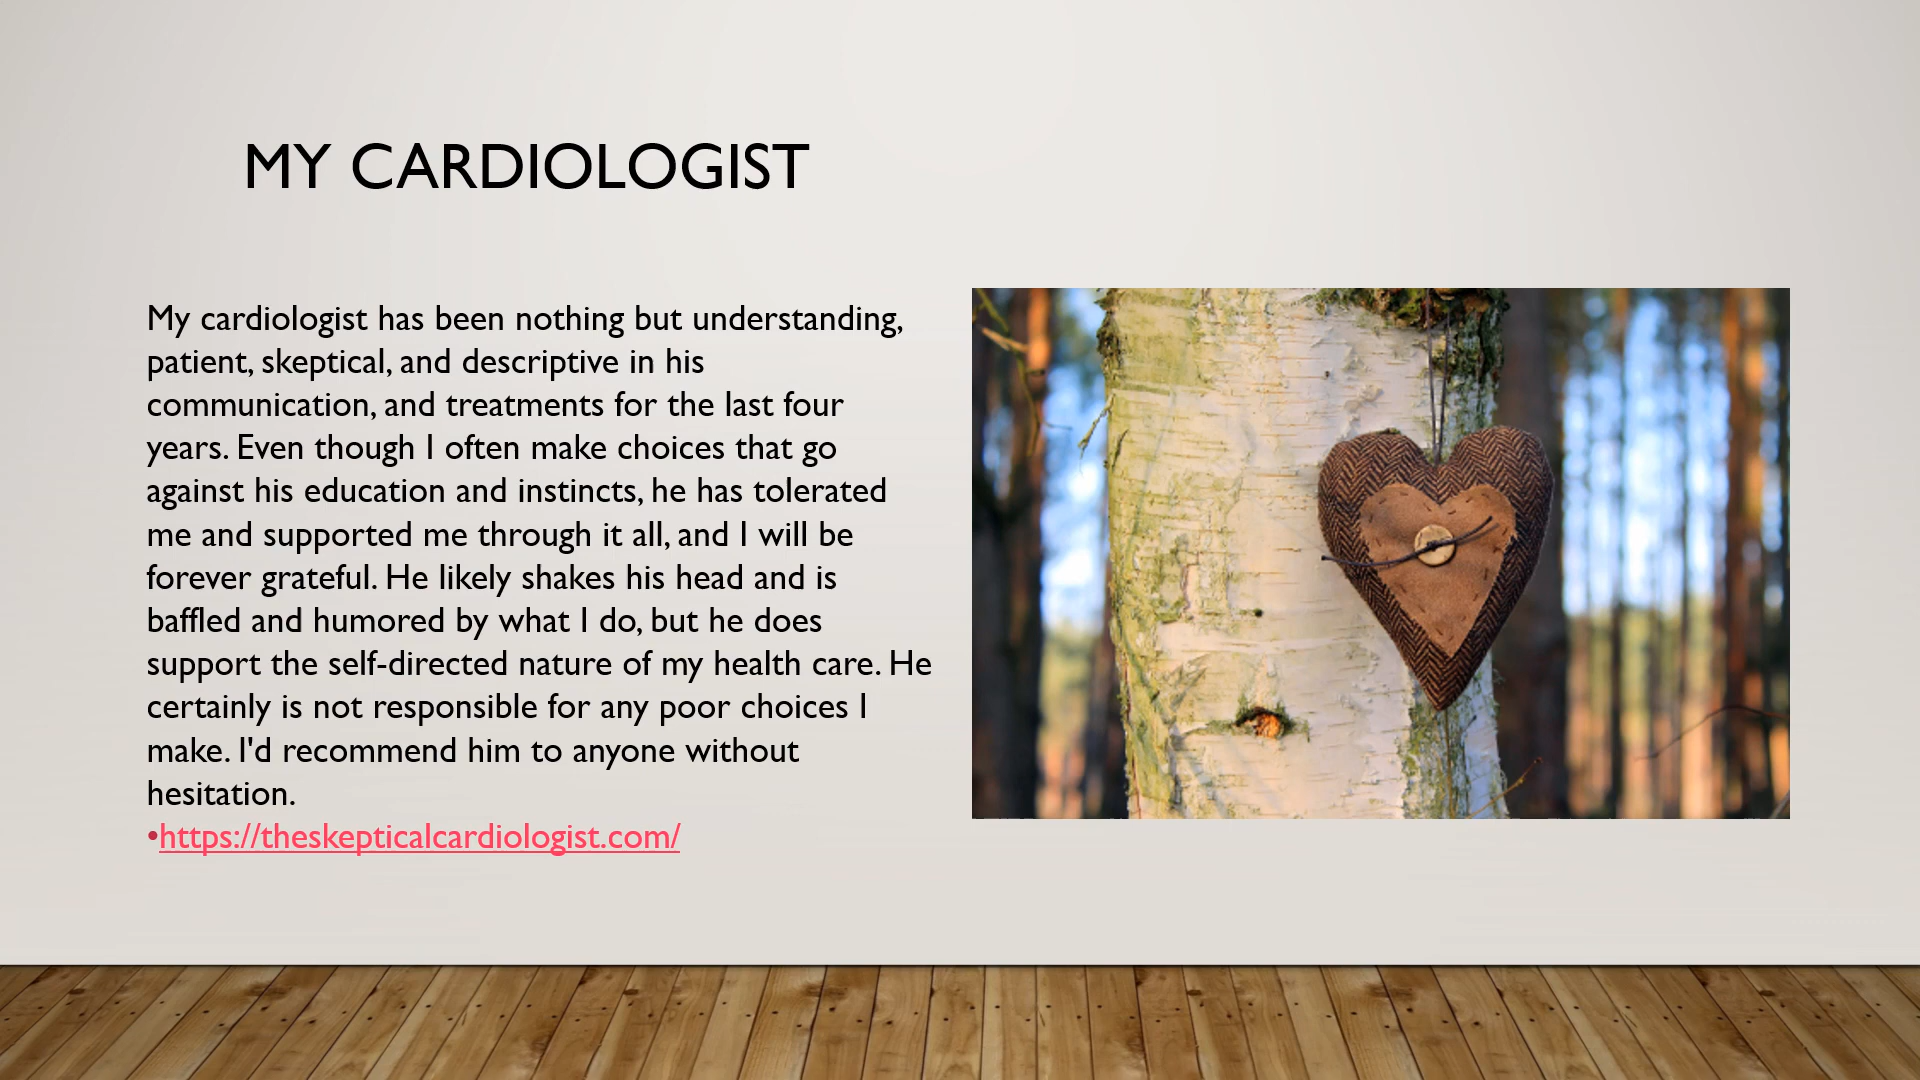 MY CARDIOLOGIST
My cardiologist has been nothing but understanding,
patient, skeptical, and descriptive in his
communication, and treatments for the last four
years. Even though I often make choices that go
against his education and instincts, he has tolerated
me and supported me through it all, and I will be
forever grateful. He likely shakes his head and is
baffled and humored by what I do, but he does
support the self-directed nature of my health care. He
certainly is not responsible for any poor choices I
make. I'd recommend him to anyone without
hesitation.
•https://theskepticalcardiologist.com/